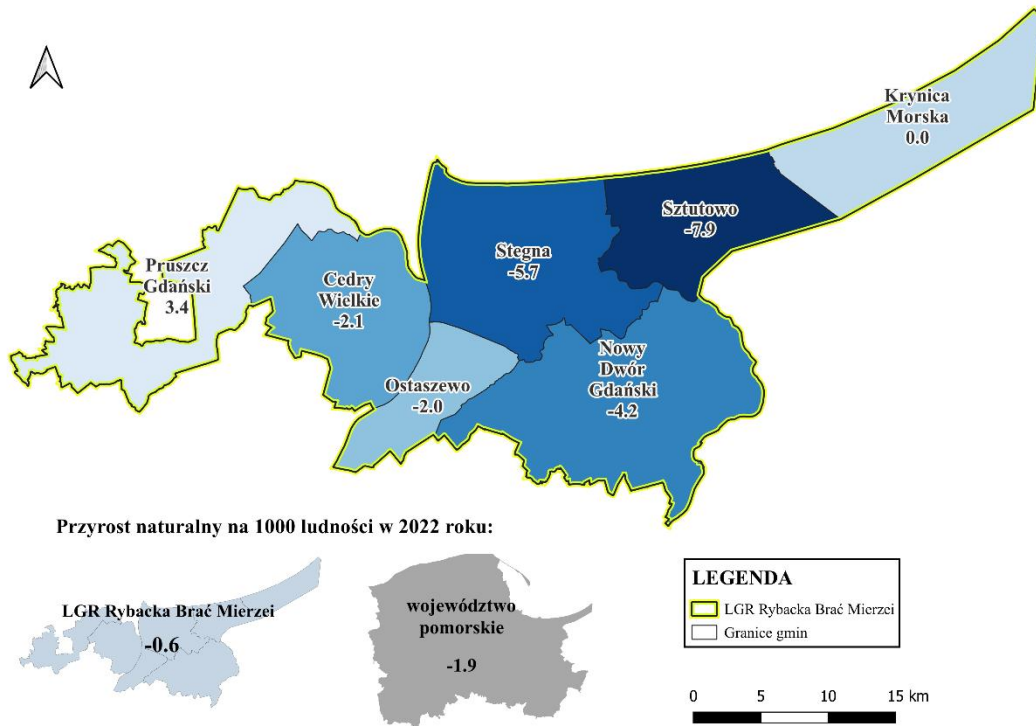 Krynica
Morska
0.0
Sztutowo
-7.9
Stegna
-5.7
Pruszcz
Gdański
3.4
Cedry
Wielkie
-2.1
Nowy
Dwór
Gdański
-4.2
Ostaszewo
-2.0
Przyrost naturalny na 1000 ludności w 2022 roku:
LGR Rybacka Brać Mierzei
-0.6
województwo
pomorskie
-1.9
LEGENDA
LGR Rybacka Brać Mierzei
Granice gmin
0 5 10 15 km